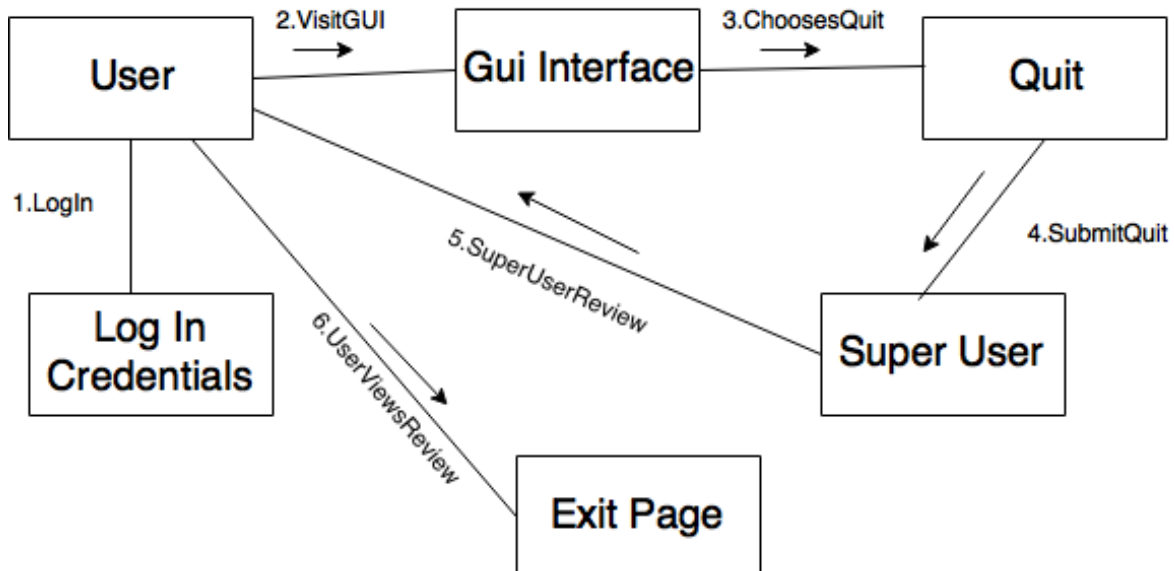 2.VisitGUI
3.ChoosesQuit
User
Gui Interface
Quit
1.LogIn
5.SuperUserReview
4.SubmitQuit
Log In
Credentials
6.UserViewsReview
Super User
Exit Page